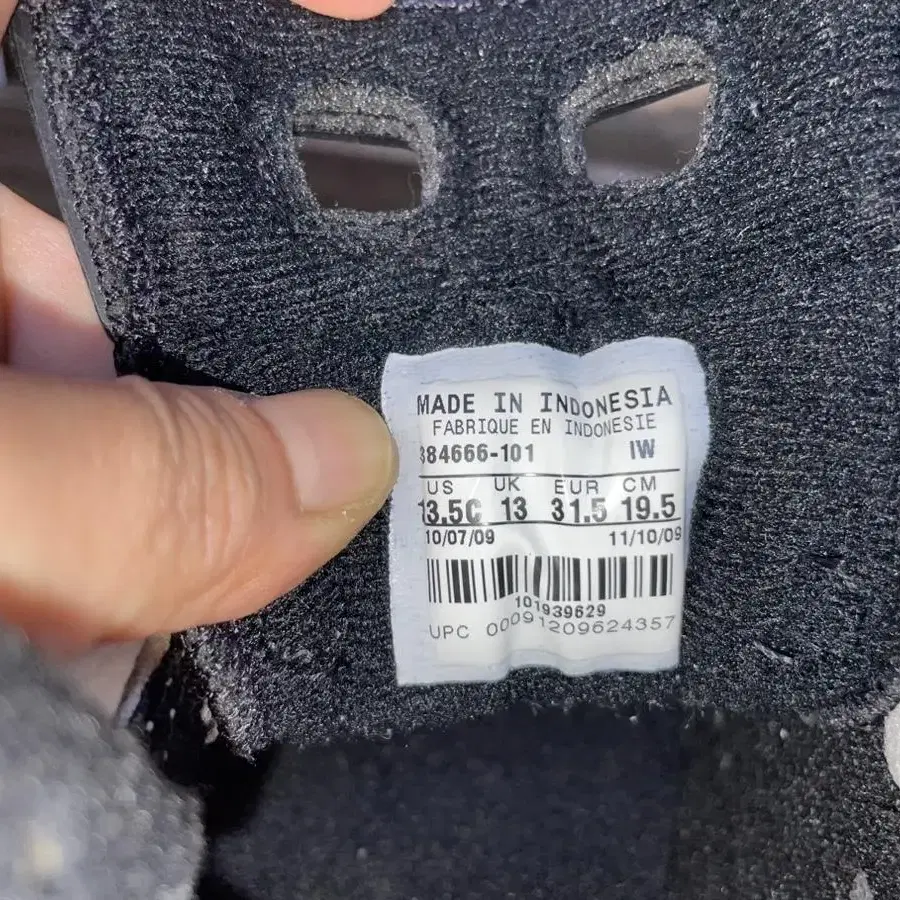 MADE IN INDONESIA
FABRIQUE EN INDONESIE
384666-101 IW
US UK EUR CM
13.5C 13 31.5 19.5
10/07/09 11/10/09
101939629
UPC 00091209624357